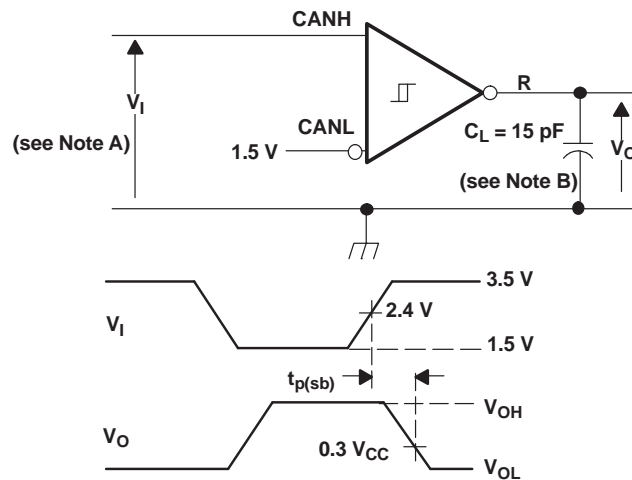 CANH
R
V_I
(see Note A)
CANL
1.5 V
C_L = 15 pF
(see Note B)
V_O
3.5 V
2.4 V
V_I
1.5 V
t_p(sb)
V_OH
V_O
0.3 V_CC
V_OL